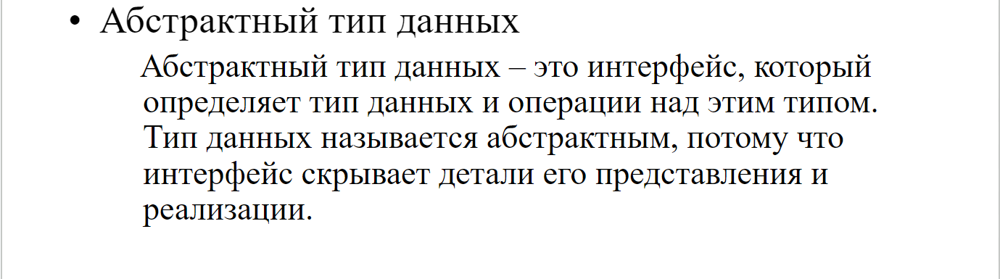 • Абстрактный тип данных
Абстрактный тип данных – это интерфейс, который
определяет тип данных и операции над этим типом.
Тип данных называется абстрактным, потому что
интерфейс скрывает детали его представления и
реализации.